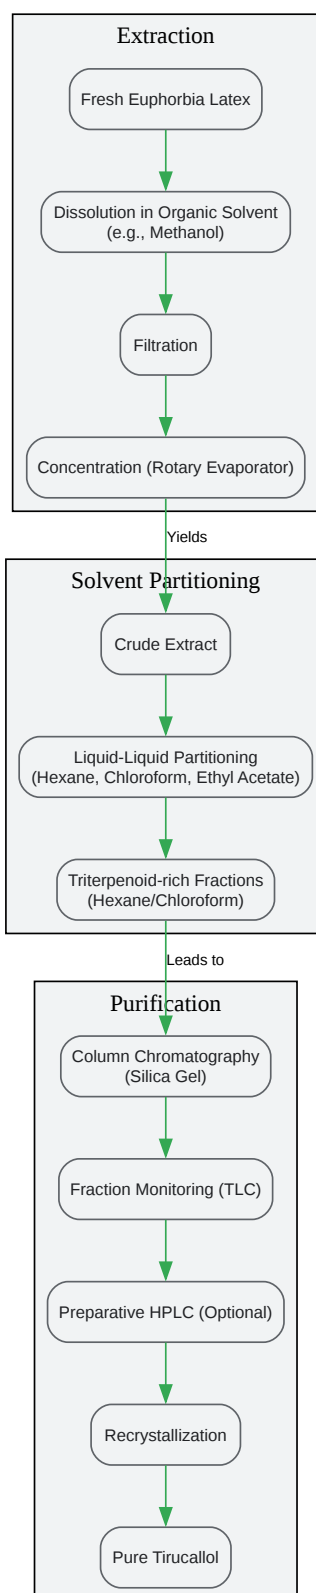 Extraction
Fresh Euphorbia Latex
Dissolution in Organic Solvent
(e.g., Methanol)
Filtration
Concentration (Rotary Evaporator)
Yields
Solvent Partitioning
Crude Extract
Liquid-Liquid Partitioning
(Hexane, Chloroform, Ethyl Acetate)
Triterpenoid-rich Fractions
(Hexane/Chloroform)
Leads to
Purification
Column Chromatography
(Silica Gel)
Fraction Monitoring (TLC)
Preparative HPLC (Optional)
Recrystallization
Pure Tirucallol